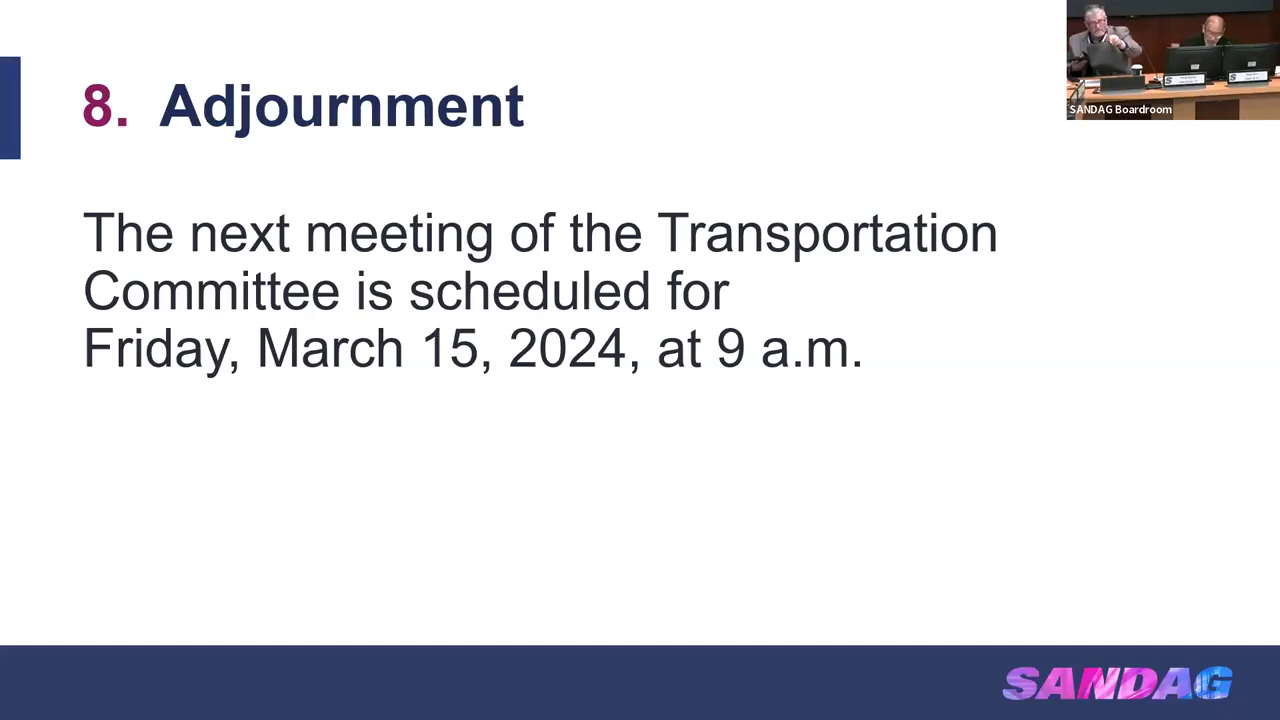 SANDAG Boardroom
8. Adjournment
The next meeting of the Transportation
Committee is scheduled for
Friday, March 15, 2024, at 9 a.m.
SANDAG